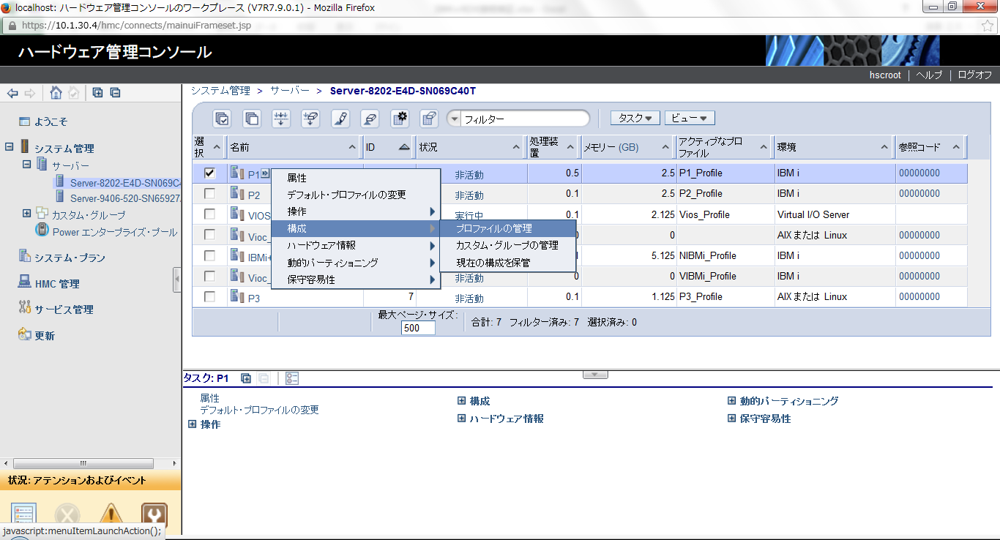 localhost: ハードウェア管理コンソールのワークプレース (V7R7.9.0.1) - Mozilla Firefox
https://10.1.30.4/hmc/connects/mainuiFrameset.jsp
ハードウェア管理コンソール
hscroot | ヘルプ | ログオフ
ようこそ
システム管理
サーバー
Server-8202-E4D-SN069C4
Server-9406-520-SN65927
カスタム・グループ
Power エンタープライズ・プール
システム・プラン
HMC 管理
サービス管理
更新
状況: アテンションおよびイベント
javascript:menuItemLaunchAction();
システム管理 > サーバー > Server-8202-E4D-SN069C40T
フィルター タスク ビュー
選択 名前 ID 状況 処理装置 メモリー (GB) アクティブなプロファイル 環境 参照コード
P1 非活動 0.5 2.5 P1_Profile IBM i 00000000
P2 非活動 0.1 2.5 P2_Profile IBM i 00000000
VIOS 実行中 0.1 2.125 Vios_Profile Virtual I/O Server
Vioc_ 0 0 AIX または Linux 00000000
IBMi+ 5.125 NIBMi_Profile IBM i 00000000
Vioc_ 非活動 0 0 VIBMi_Profile IBM i 00000000
P3 7 非活動 0.1 1.125 P3_Profile AIX または Linux 00000000
属性
デフォルト・プロファイルの変更
操作
構成
ハードウェア情報
動的パーティショニング
保守容易性
プロファイルの管理
カスタム・グループの管理
現在の構成を保管
最大ページ・サイズ:
500
合計: 7 フィルター済み: 7 選択済み: 0
タスク: P1
属性
デフォルト・プロファイルの変更
操作
構成
ハードウェア情報
動的パーティショニング
保守容易性